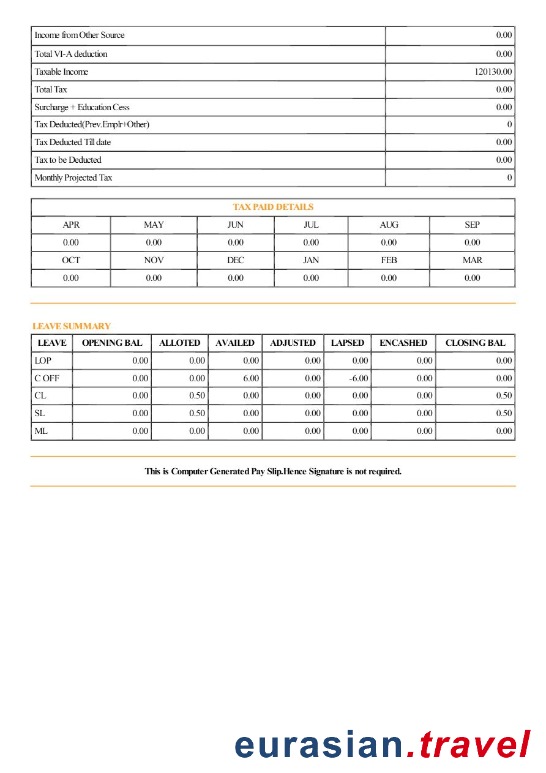 Income from Other Source 0.00
Total VI-A deduction 0.00
Taxable Income 120130.00
Total Tax 0.00
Surcharge + Education Cess 0.00
Tax Deducted(Prev.Emplr+Other) 0
Tax Deducted Till date 0.00
Tax to be Deducted 0.00
Monthly Projected Tax 0
TAX PAID DETAILS
APR MAY JUN JUL AUG SEP
0.00 0.00 0.00 0.00 0.00 0.00
OCT NOV DEC JAN FEB MAR
0.00 0.00 0.00 0.00 0.00 0.00
LEAVE SUMMARY
LEAVE OPENING BAL ALLOTED AVAILED ADJUSTED LAPSED ENCASHED CLOSING BAL
LOP 0.00 0.00 0.00 0.00 0.00 0.00 0.00
C OFF 0.00 0.00 6.00 0.00 -6.00 0.00 0.00
CL 0.00 0.50 0.00 0.00 0.00 0.00 0.50
SL 0.00 0.50 0.00 0.00 0.00 0.00 0.50
ML 0.00 0.00 0.00 0.00 0.00 0.00 0.00
This is Computer Generated Pay Slip.Hence Signature is not required.
eurasian.travel